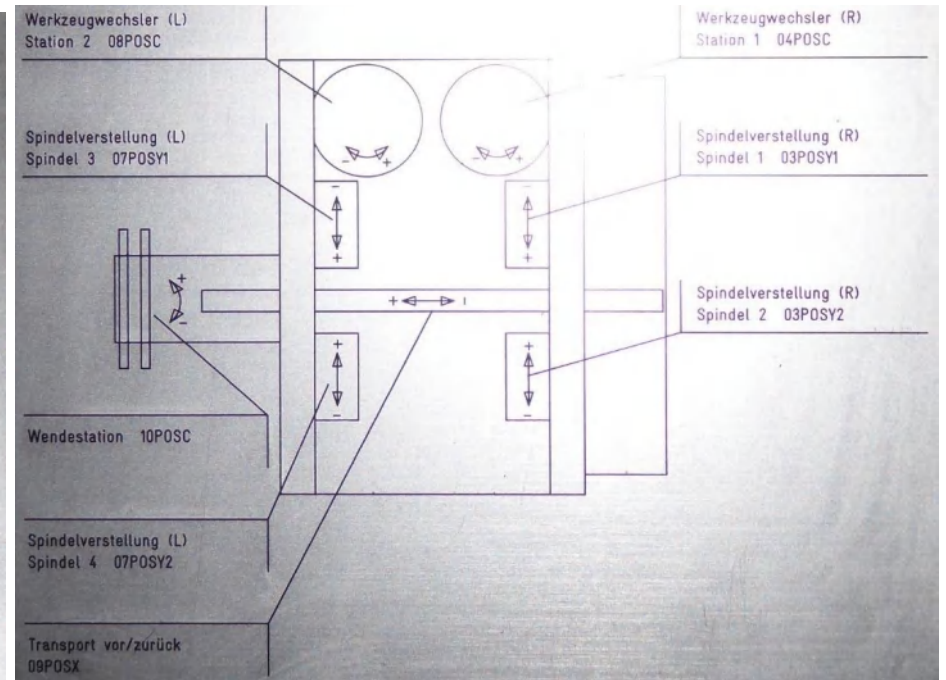 Werkzeugwechsler (L)
Station 2 08POSC
Werkzeugwechsler (R)
Station 1 04POSC
Spindelverstellung (L)
Spindel 3 07POSY1
Spindelverstellung (R)
Spindel 1 03POSY1
Spindelverstellung (R)
Spindel 2 03POSY2
Wendestation 10POSC
Spindelverstellung (L)
Spindel 4 07POSY2
Transport vor/zurück
09POSX